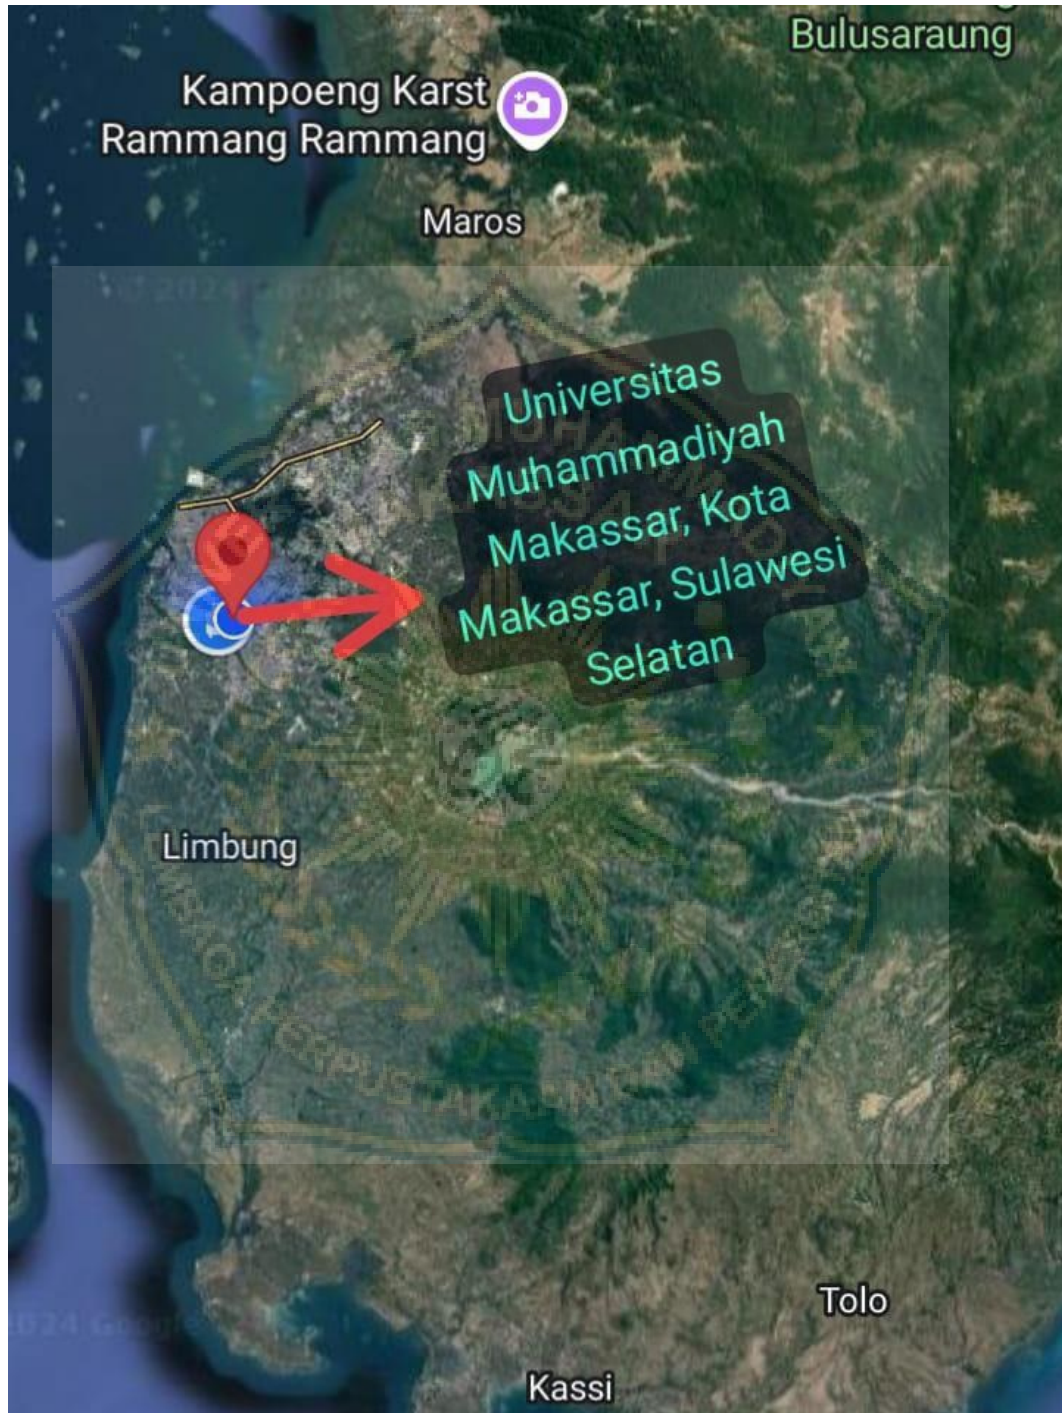 Bulusaraung
Kampoeng Karst
Rammang Rammang
Maros
Universitas
Muhammadiyah
Makassar, Kota
Makassar, Sulawesi
Selatan
Limbung
Tolo
Kassi